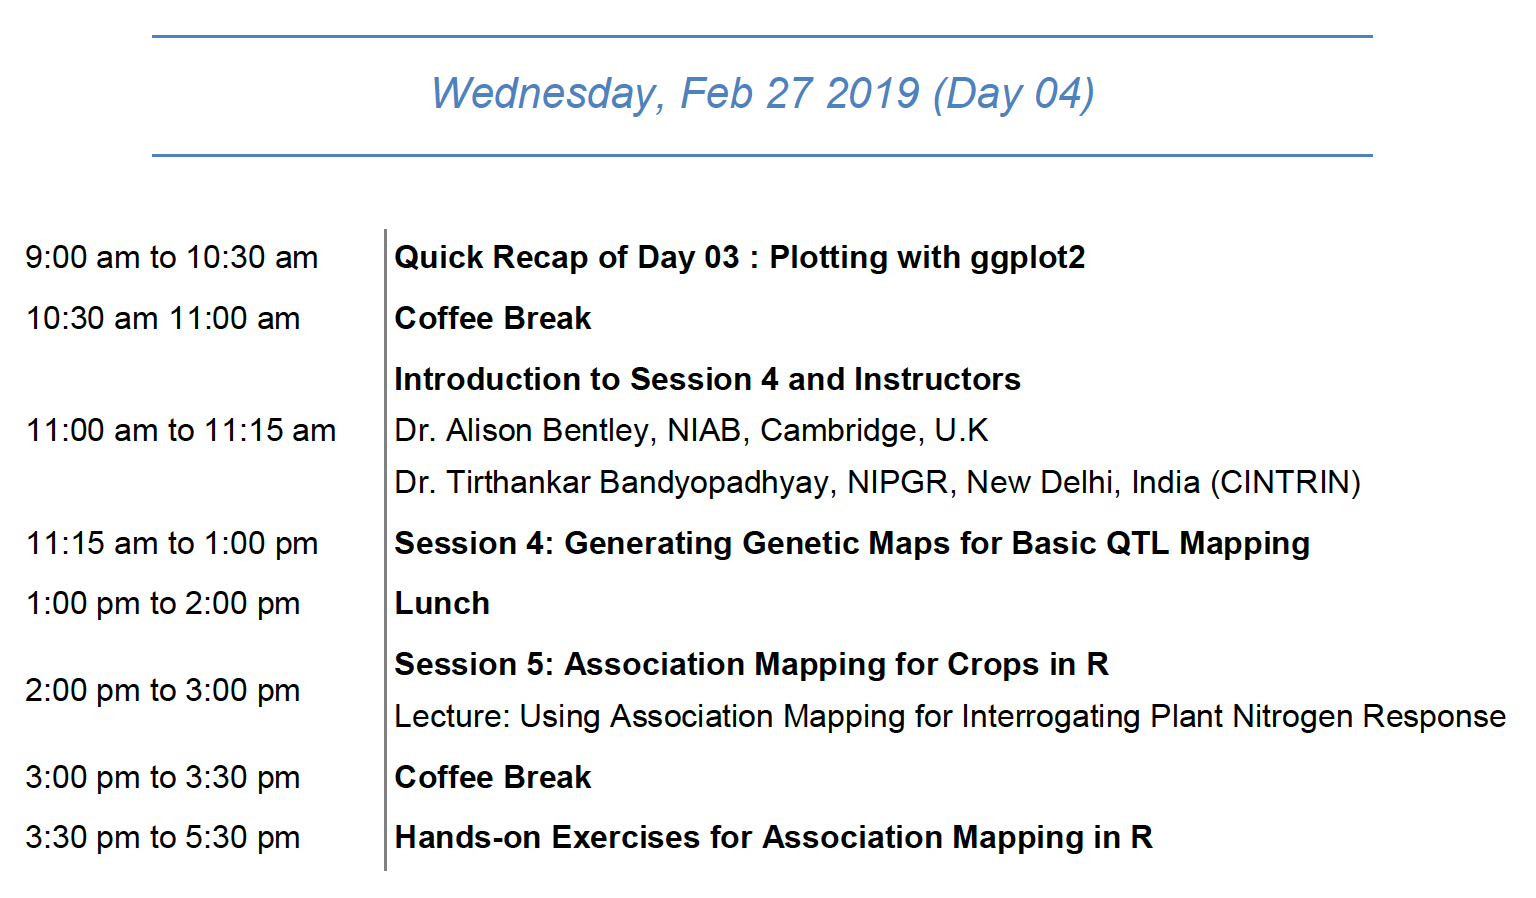 Wednesday, Feb 27 2019 (Day 04)
9:00 am to 10:30 am Quick Recap of Day 03 : Plotting with ggplot2
10:30 am 11:00 am Coffee Break
Introduction to Session 4 and Instructors
11:00 am to 11:15 am Dr. Alison Bentley, NIAB, Cambridge, U.K
Dr. Tirthankar Bandyopadhyay, NIPGR, New Delhi, India (CINTRIN)
11:15 am to 1:00 pm Session 4: Generating Genetic Maps for Basic QTL Mapping
1:00 pm to 2:00 pm Lunch
2:00 pm to 3:00 pm Session 5: Association Mapping for Crops in R
Lecture: Using Association Mapping for Interrogating Plant Nitrogen Response
3:00 pm to 3:30 pm Coffee Break
3:30 pm to 5:30 pm Hands-on Exercises for Association Mapping in R